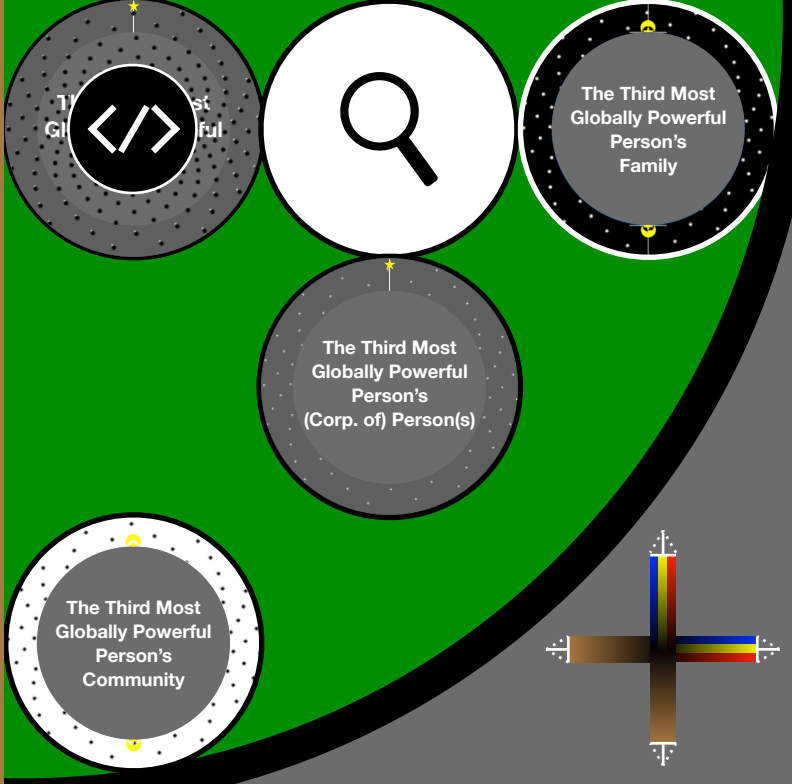 The Third Most
Globally Powerful
Person’s
Family
The Third Most
Globally Powerful
Person’s
(Corp. of) Person(s)
The Third Most
Globally Powerful
Person’s
Community